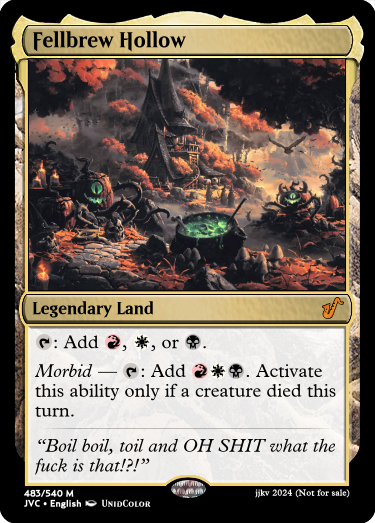 Fellbrew Hollow
Legendary Land
: Add , , or .
Morbid — : Add . Activate
this ability only if a creature died this
turn.
“Boil boil, toil and OH SHIT what the
fuck is that!?!”
483/540 M
jjkv 2024 (Not for sale)
JVC • English UnidColor